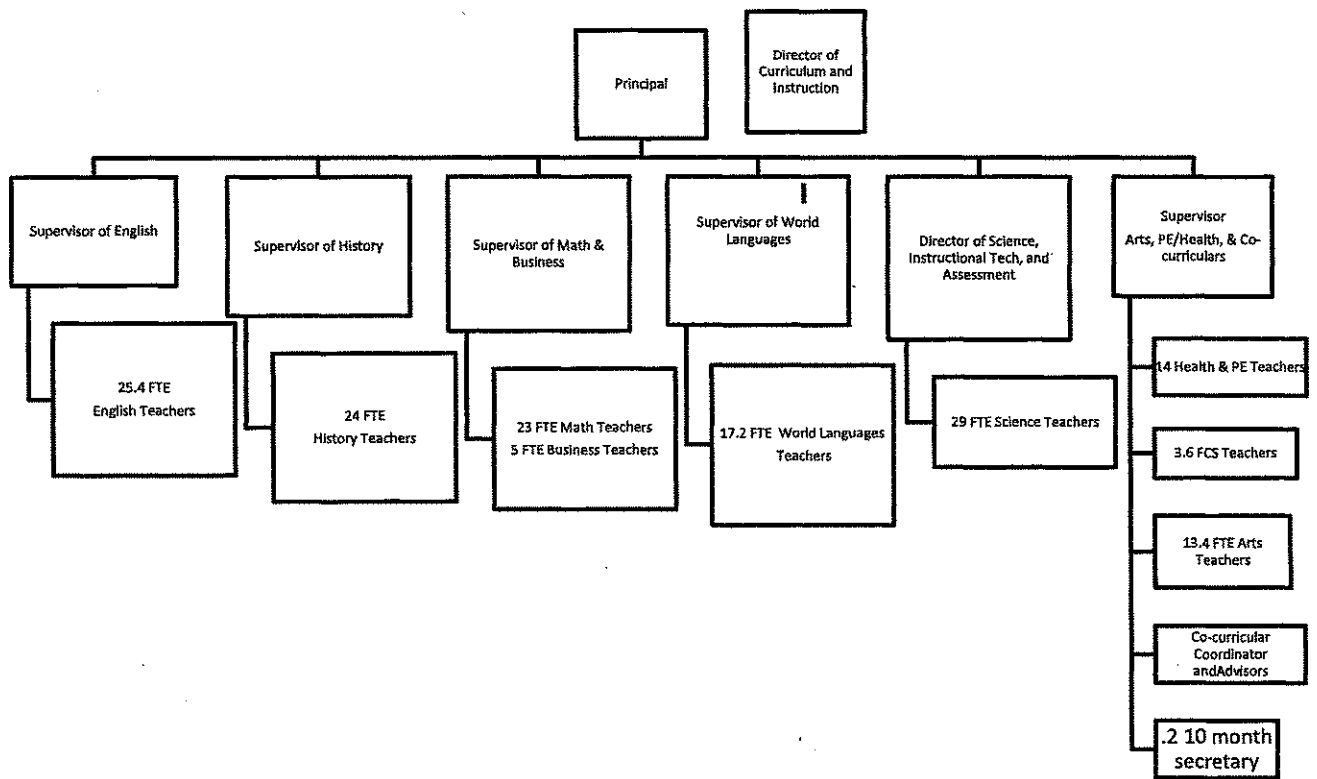 Principal
Director of
Curriculum and
Instruction
Supervisor of English
Supervisor of History
Supervisor of Math &
Business
Supervisor of World
Languages
Director of Science,
Instructional Tech, and
Assessment
Supervisor
Arts, PE/Health, & Co-
curriculars
25.4 FTE
English Teachers
24 FTE
History Teachers
23 FTE Math Teachers
5 FTE Business Teachers
17.2 FTE World Languages
Teachers
29 FTE Science Teachers
14 Health & PE Teachers
3.6 FCS Teachers
13.4 FTE Arts
Teachers
Co-curricular
Coordinator
andAdvisors
.2 10 month
secretary